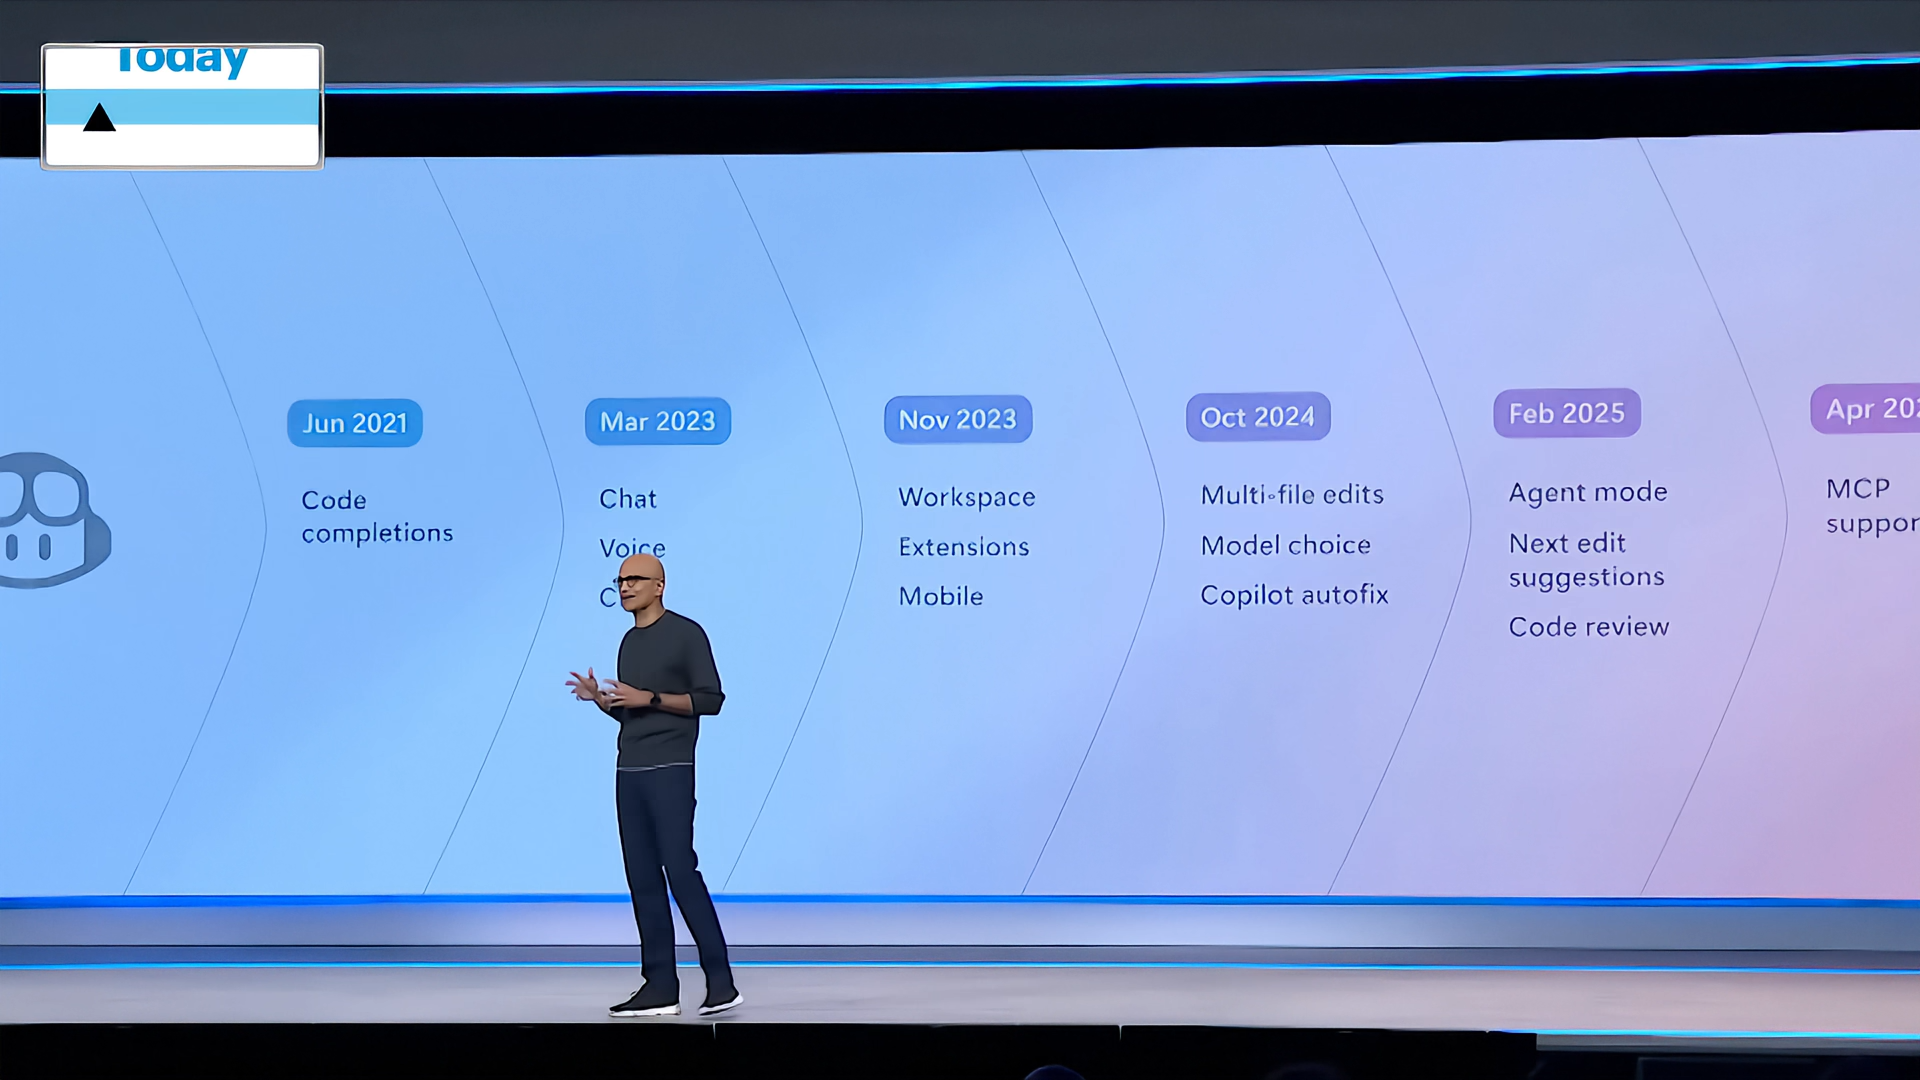 Today
Jun 2021
Code
completions
Mar 2023
Chat
Voice
Nov 2023
Workspace
Extensions
Mobile
Oct 2024
Multi-file edits
Model choice
Copilot autofix
Feb 2025
Agent mode
Next edit
suggestions
Code review
Apr
MCP